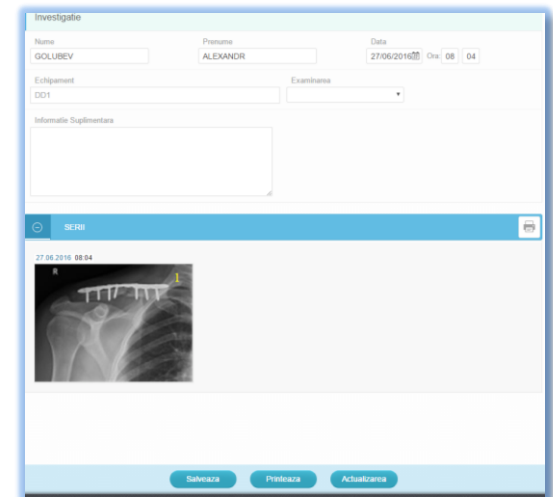 Investigatie
Nume Prenume Data
GOLUBEV ALEXANDR 27/06/2016 Ora: 08 04
Echipament Examinarea
DD1
Informatie Suplimentara
SERII
27.06.2016 08:04
R
1
Salveaza Printeaza Actualizarea